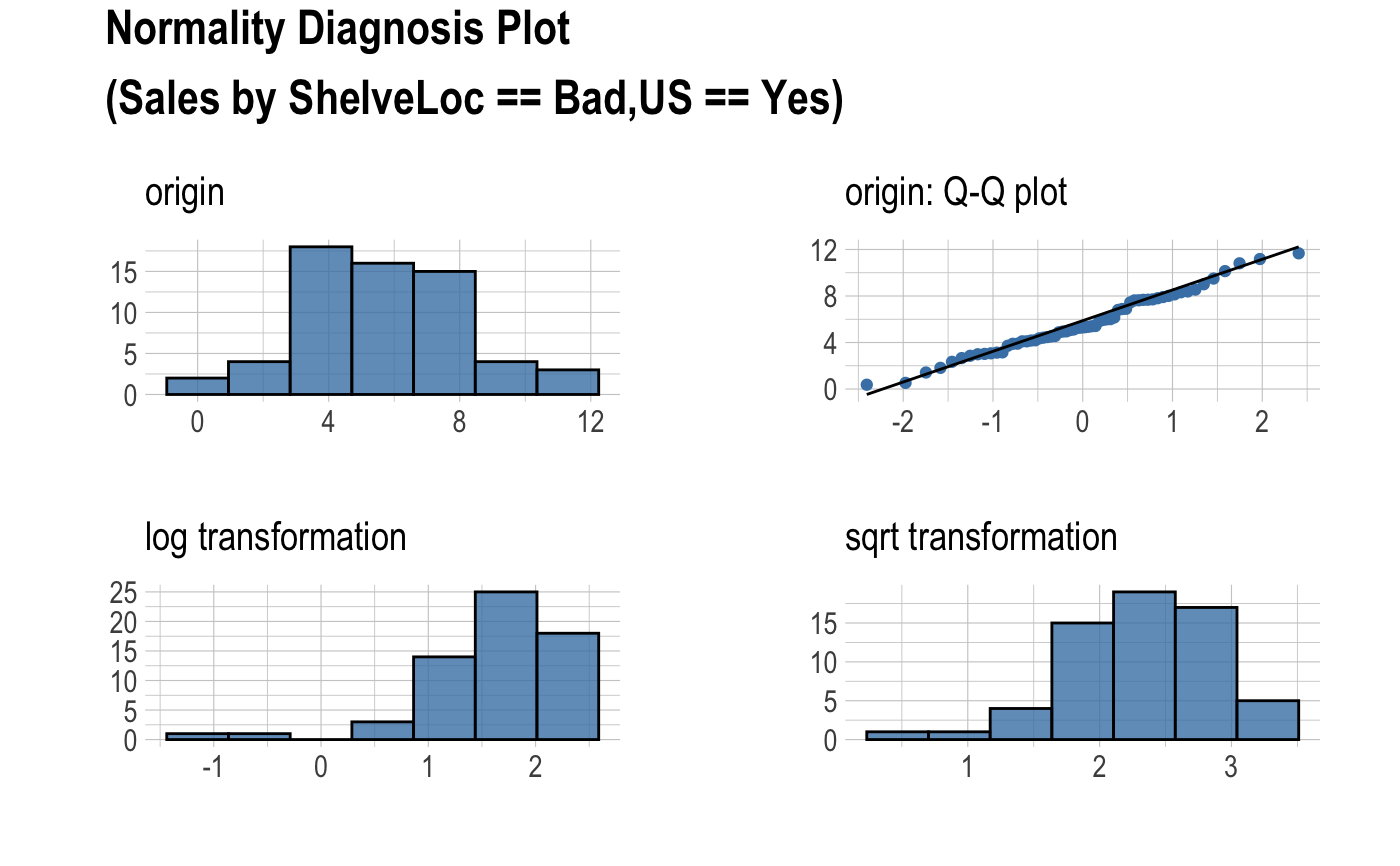 Normality Diagnosis Plot
(Sales by ShelveLoc == Bad,US == Yes)
origin
15
10
5
0
0 4 8 12
origin: Q-Q plot
12
8
4
0
-2 -1 0 1 2
log transformation
25
20
15
10
5
0
-1 0 1 2
sqrt transformation
15
10
5
0
1 2 3